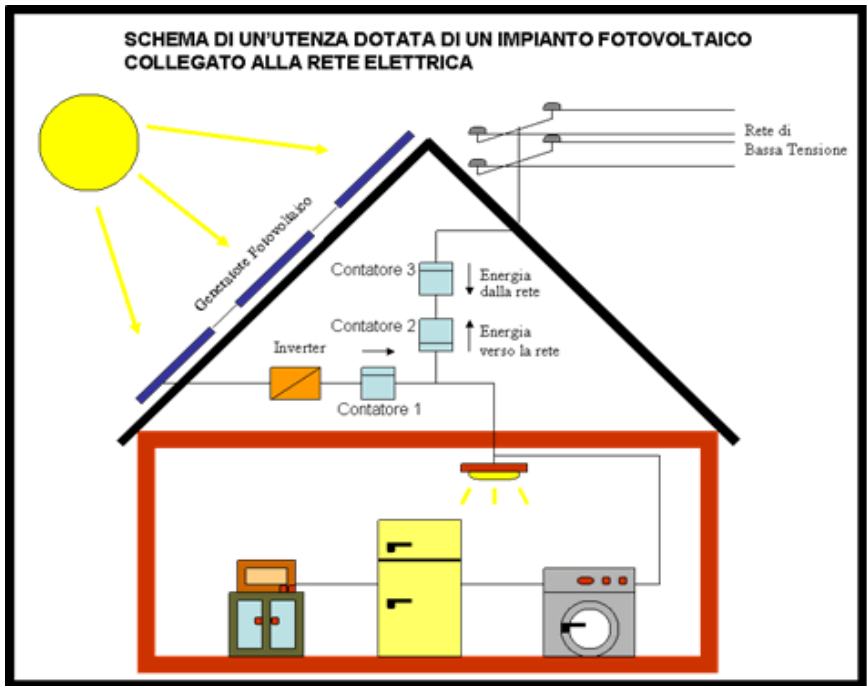 SCHEMA DI UN'UTENZA DOTATA DI UN IMPIANTO FOTOVOLTAICO
COLLEGATO ALLA RETE ELETTRICA
Rete di
Bassa Tensione
Generatore Fotovoltaico
Contatore 3
Energia
dalla rete
Contatore 2
Energia
verso la rete
Inverter
Contatore 1